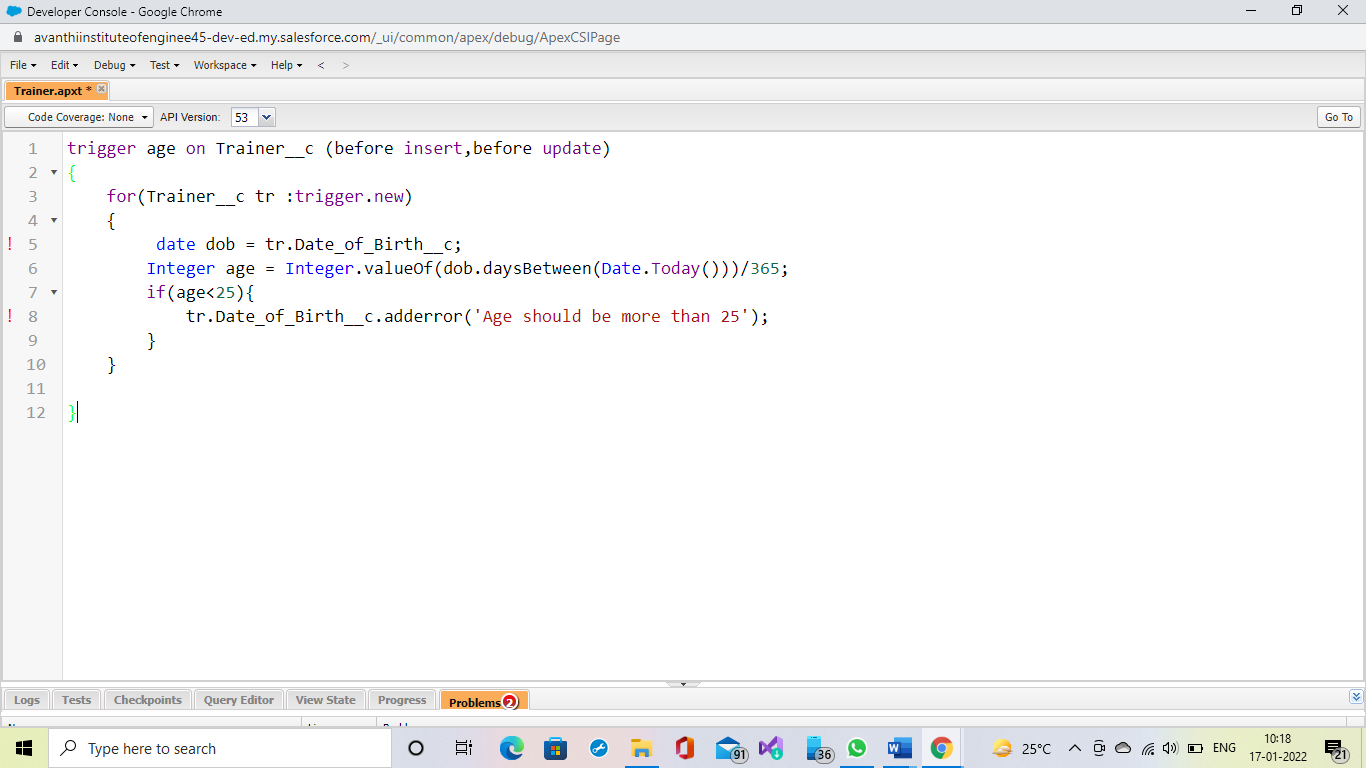 Developer Console - Google Chrome
avanthiinstituteofenginee45-dev-ed.my.salesforce.com/_ui/common/apex/debug/ApexCSIPage
File Edit Debug Test Workspace Help < >
Trainer.apxt *
Code Coverage: None API Version: 53 Go To
1 trigger age on Trainer__c (before insert,before update)
2 {
3 for(Trainer__c tr :trigger.new)
4 {
! 5 date dob = tr.Date_of_Birth__c;
6 Integer age = Integer.valueOf(dob.daysBetween(Date.Today()))/365;
7 if(age<25){
! 8 tr.Date_of_Birth__c.adderror('Age should be more than 25');
9 }
10 }
11
12 }
Logs Tests Checkpoints Query Editor View State Progress Problems 2
Type here to search 91 36 25°C ENG 10:18
17-01-2022 21